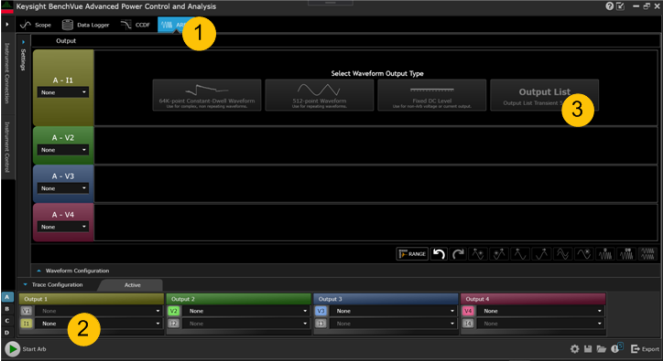 Keysight BenchVue Advanced Power Control and Analysis
Scope
Data Logger
CCDF
1
Output
Instrument Connection
Instrument Control
Settings
A - I1
None
Select Waveform Output Type
64K point Constant-Dwell Waveform
Use for complex, non repeating waveforms.
512 point Waveform
Use for repeating waveforms.
Fixed DC Level
Use for non-Arb voltage or current output.
Output List
Output List Transient
3
A - V2
None
A - V3
None
A - V4
None
RANGE
Waveform Configuration
Trace Configuration
Active
A
B
C
D
Output 1
V1 None
I1 None
2
Output 2
V2 None
I2 None
Output 3
V3 None
I3 None
Output 4
V4 None
I4 None
Start Arb
Export